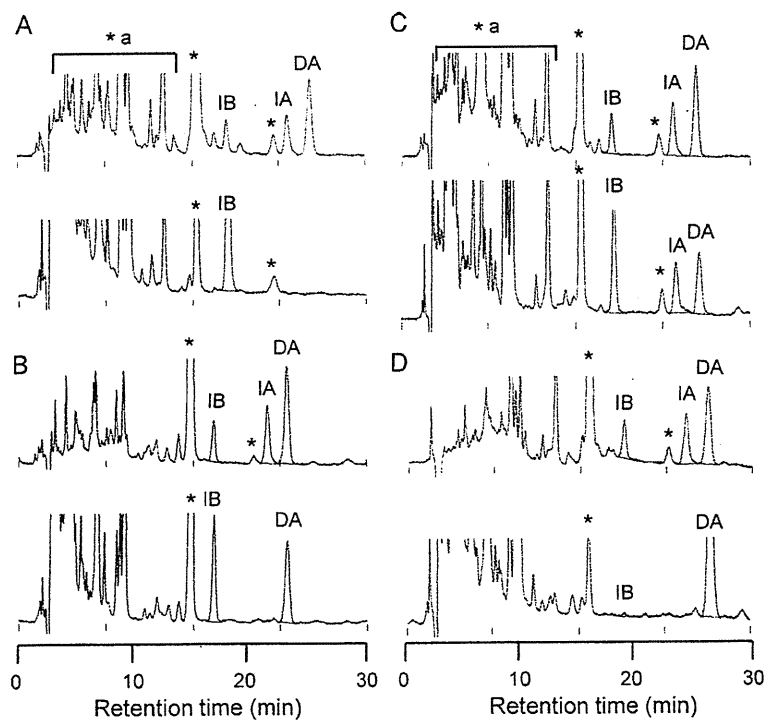 A
* a
*
IB
*
IA
DA
*
IB
*
B
*
IB
*
IA
DA
* IB
DA
0 10 20 30
Retention time (min)
C
* a
*
IB
*
IA
DA
*
IB
*
IA
DA
D
*
IB
*
IA
DA
*
IB
DA
0 10 20 30
Retention time (min)